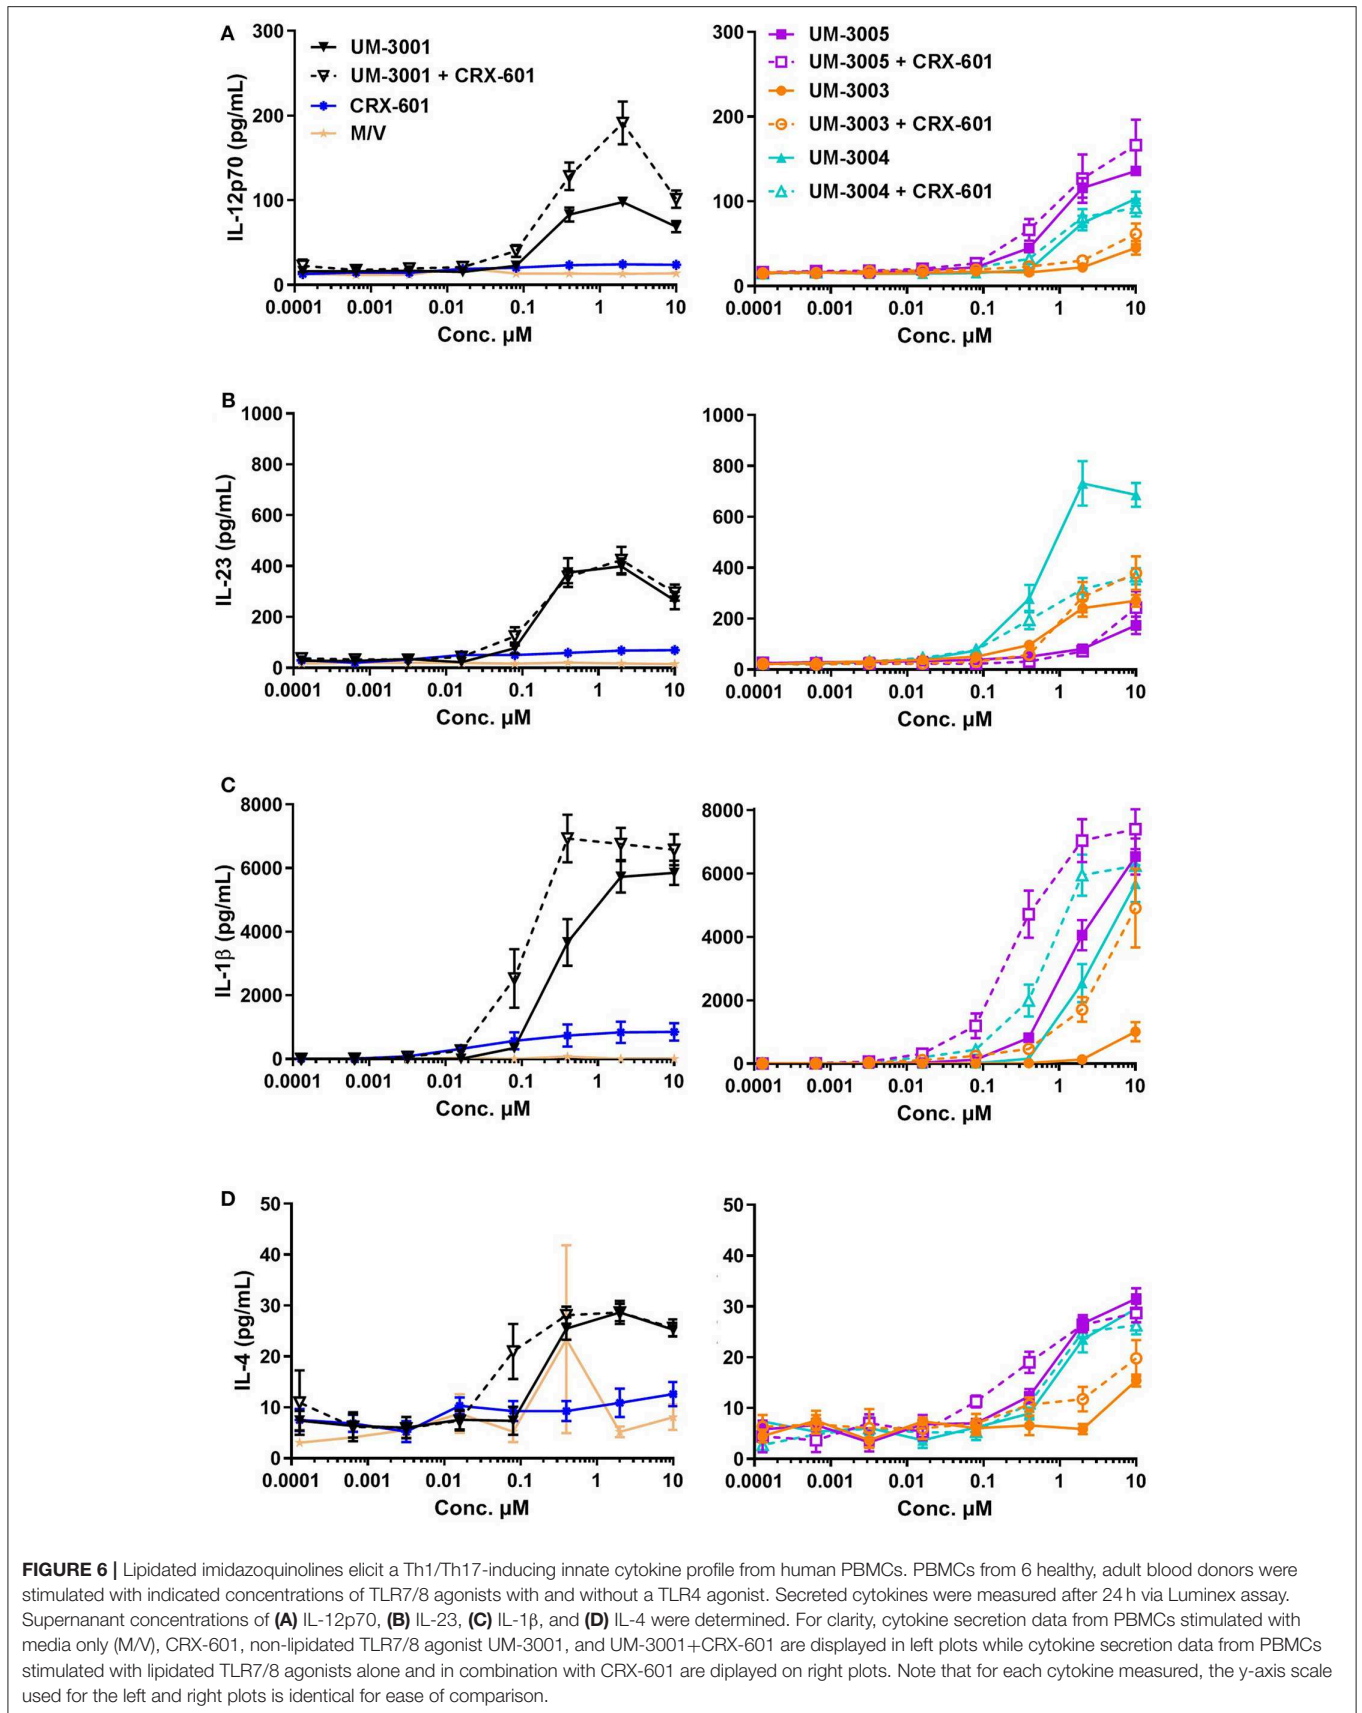 A
IL-12p70 (pg/mL)
300
200
100
0
UM-3001
UM-3001 + CRX-601
CRX-601
M/V
0.0001 0.001 0.01 0.1 1 10
Conc. µM
300
200
100
0
UM-3005
UM-3005 + CRX-601
UM-3003
UM-3003 + CRX-601
UM-3004
UM-3004 + CRX-601
0.0001 0.001 0.01 0.1 1 10
Conc. µM
B
IL-23 (pg/mL)
1000
800
600
400
200
0
0.0001 0.001 0.01 0.1 1 10
Conc. µM
1000
800
600
400
200
0
0.0001 0.001 0.01 0.1 1 10
Conc. µM
C
IL-1β (pg/mL)
8000
6000
4000
2000
0
0.0001 0.001 0.01 0.1 1 10
Conc. µM
8000
6000
4000
2000
0
0.0001 0.001 0.01 0.1 1 10
Conc. µM
D
IL-4 (pg/mL)
50
40
30
20
10
0
0.0001 0.001 0.01 0.1 1 10
Conc. µM
50
40
30
20
10
0
0.0001 0.001 0.01 0.1 1 10
Conc. µM
FIGURE 6 | Lipidated imidazoquinolines elicit a Th1/Th17-inducing innate cytokine profile from human PBMCs. PBMCs from 6 healthy, adult blood donors were
stimulated with indicated concentrations of TLR7/8 agonists with and without a TLR4 agonist. Secreted cytokines were measured after 24 h via Luminex assay.
Supernanant concentrations of (A) IL-12p70, (B) IL-23, (C) IL-1β, and (D) IL-4 were determined. For clarity, cytokine secretion data from PBMCs stimulated with
media only (M/V), CRX-601, non-lipidated TLR7/8 agonist UM-3001, and UM-3001+CRX-601 are displayed in left plots while cytokine secretion data from PBMCs
stimulated with lipidated TLR7/8 agonists alone and in combination with CRX-601 are diplayed on right plots. Note that for each cytokine measured, the y-axis scale
used for the left and right plots is identical for ease of comparison.